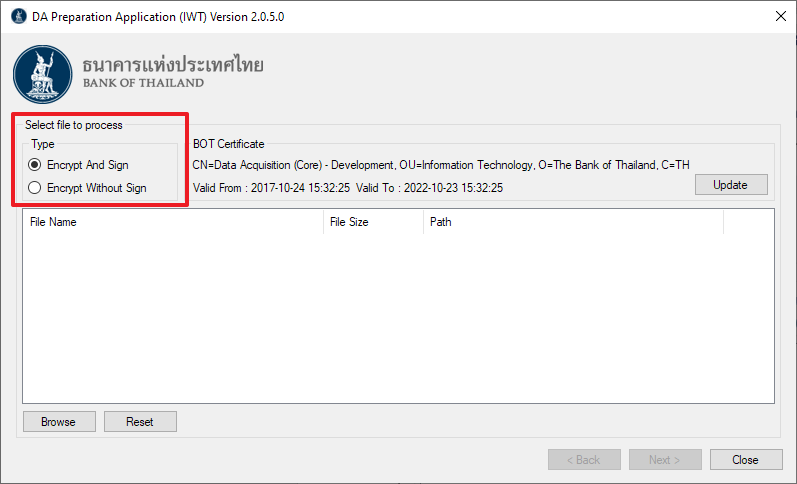 DA Preparation Application (IWT) Version 2.0.5.0
ธนาคารแห่งประเทศไทย
BANK OF THAILAND
Select file to process
Type
Encrypt And Sign
Encrypt Without Sign
BOT Certificate
CN=Data Acquisition (Core) - Development, OU=Information Technology, O=The Bank of Thailand, C=TH
Valid From : 2017-10-24 15:32:25 Valid To : 2022-10-23 15:32:25
Update
File Name File Size Path
Browse Reset
< Back Next > Close